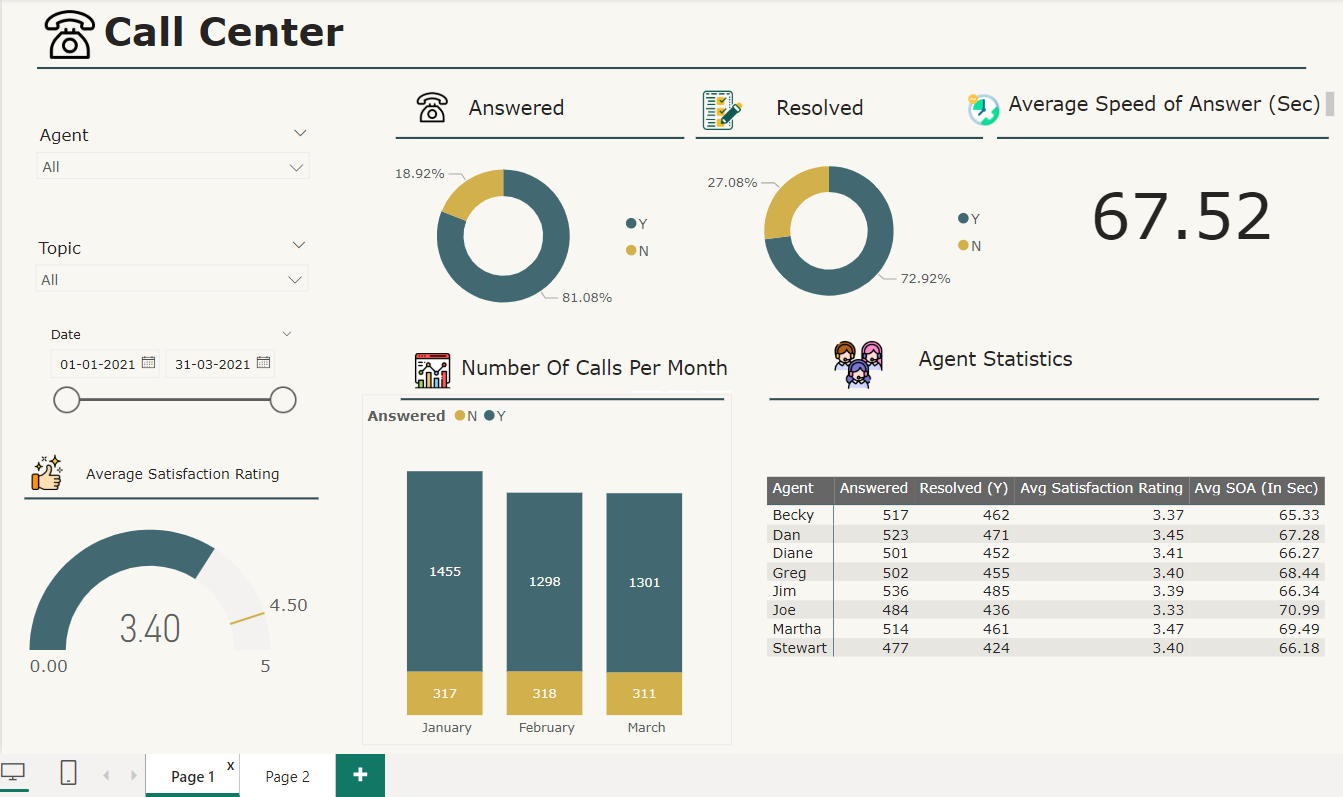 Call Center
Agent
All
Topic
All
Date
01-01-2021 31-03-2021
Average Satisfaction Rating
3.40
4.50
0.00 5
Answered
18.92%
81.08%
Y
N
Resolved
27.08%
72.92%
Y
N
Average Speed of Answer (Sec)
67.52
Number Of Calls Per Month
Answered N Y
1455 1298 1301
317 318 311
January February March
Agent Statistics
Agent Answered Resolved (Y) Avg Satisfaction Rating Avg SOA (In Sec)
Becky 517 462 3.37 65.33
Dan 523 471 3.45 67.28
Diane 501 452 3.41 66.27
Greg 502 455 3.40 68.44
Jim 536 485 3.39 66.34
Joe 484 436 3.33 70.99
Martha 514 461 3.47 69.49
Stewart 477 424 3.40 66.18
Page 1 x Page 2 +